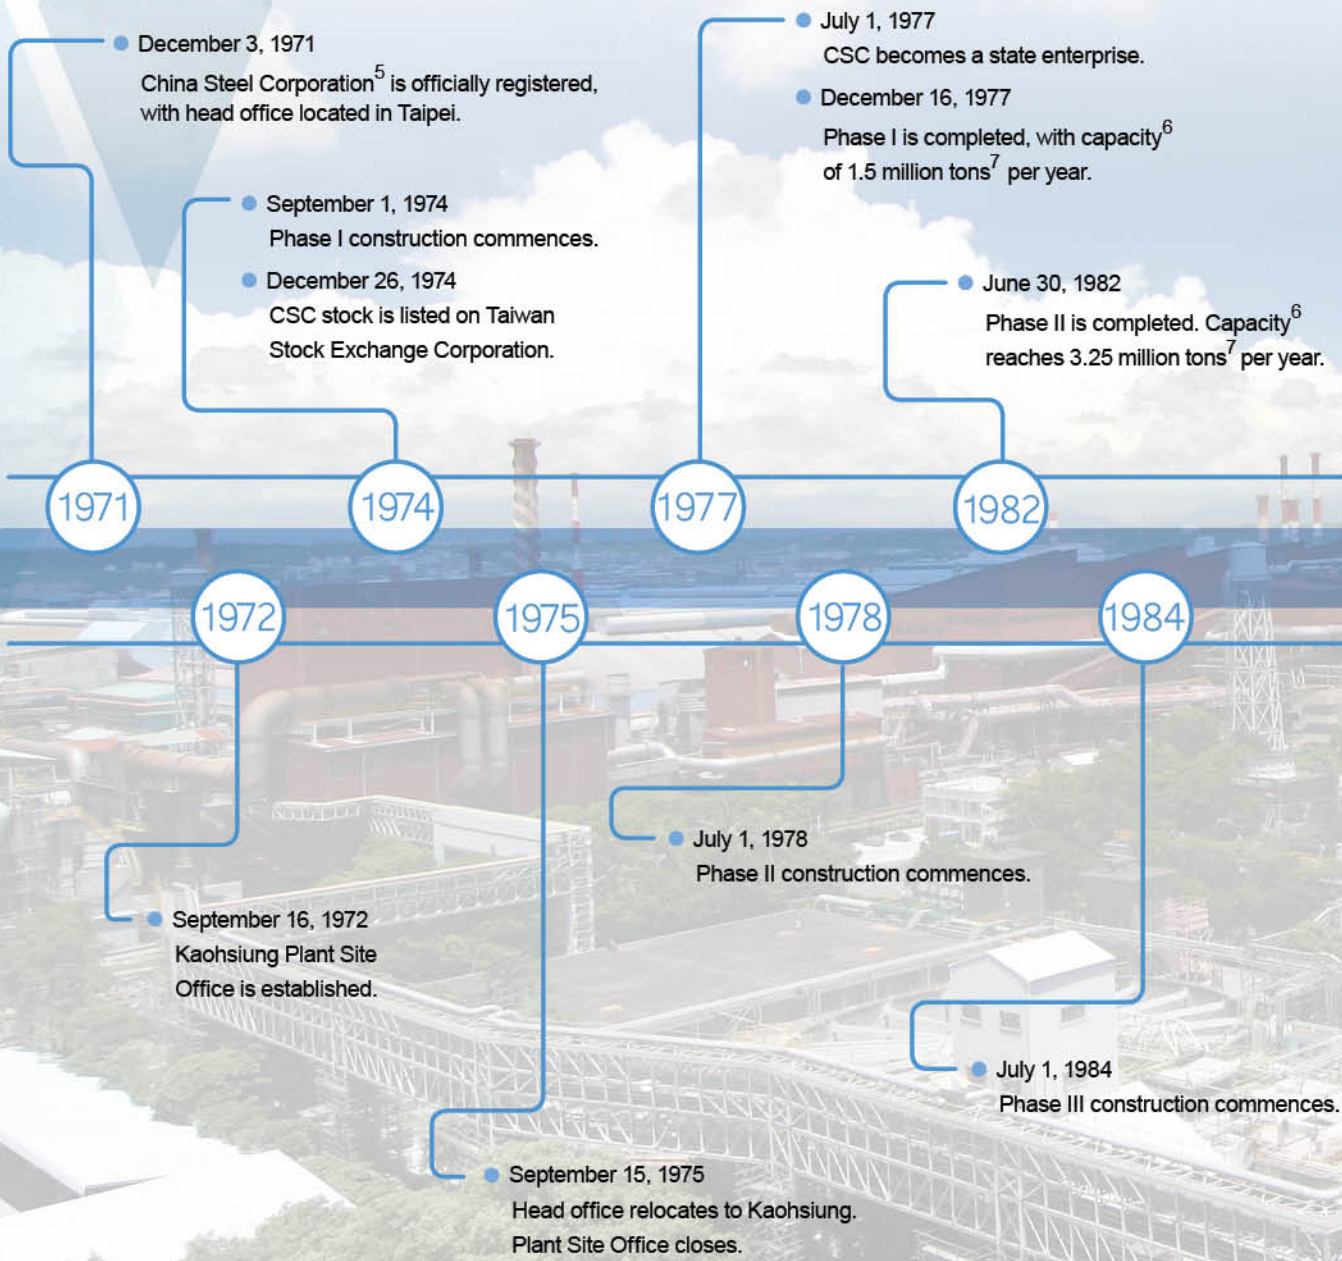 December 3, 1971
China Steel Corporation5 is officially registered,
with head office located in Taipei.
September 1, 1974
Phase I construction commences.
December 26, 1974
CSC stock is listed on Taiwan
Stock Exchange Corporation.
July 1, 1977
CSC becomes a state enterprise.
December 16, 1977
Phase I is completed, with capacity6
of 1.5 million tons7 per year.
June 30, 1982
Phase II is completed. Capacity6
reaches 3.25 million tons7 per year.
1971
1974
1977
1982
1972
1975
1978
1984
September 16, 1972
Kaohsiung Plant Site
Office is established.
September 15, 1975
Head office relocates to Kaohsiung.
Plant Site Office closes.
July 1, 1978
Phase II construction commences.
July 1, 1984
Phase III construction commences.